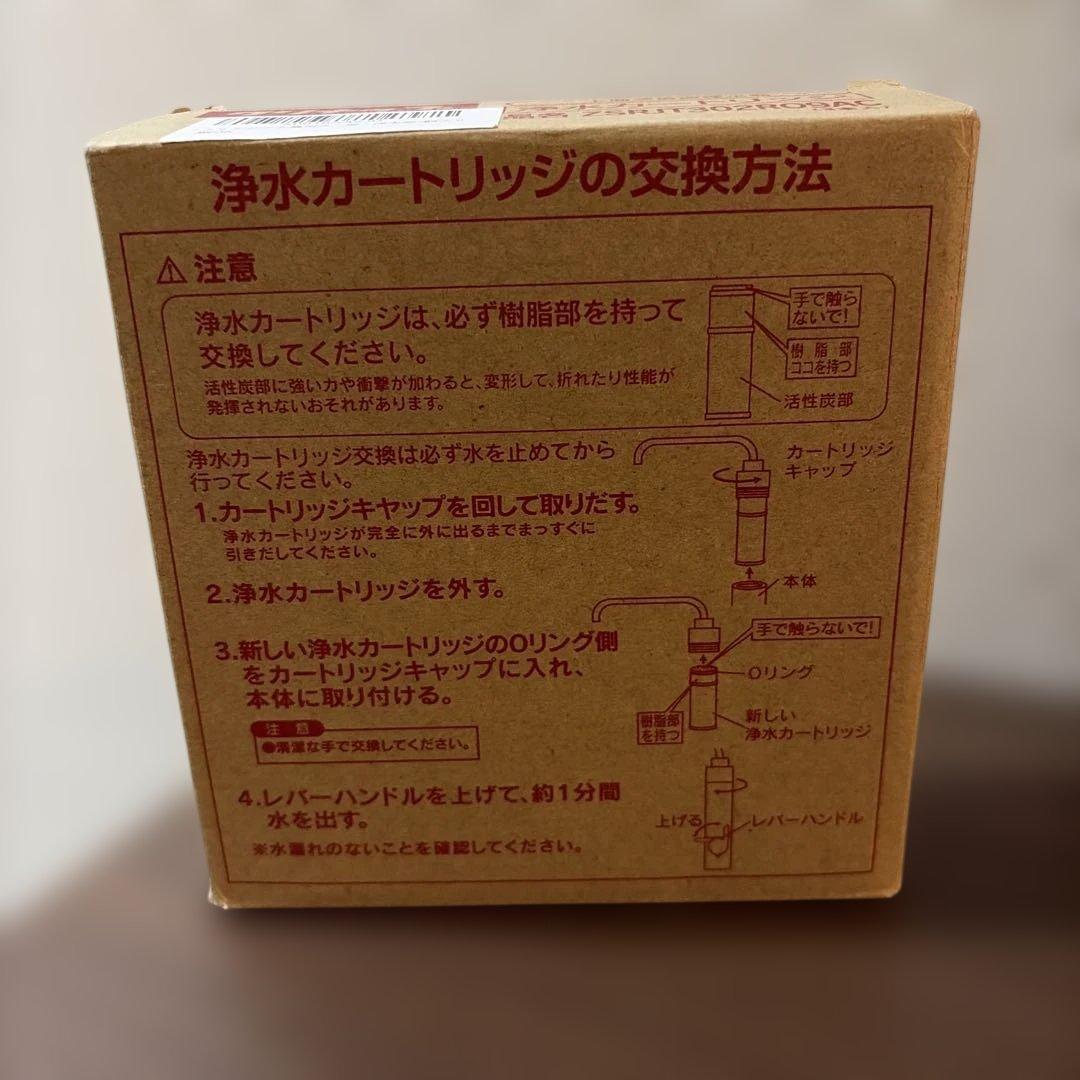 浄水カートリッジの交換方法
⚠ 注意
浄水カートリッジは、必ず樹脂部を持って
交換してください。
活性炭部に強い力や衝撃が加わると、変形して、折れたり性能が
発揮されないおそれがあります。
手で触ら
ないで!
樹脂部
ココを持つ
活性炭部
浄水カートリッジ交換は必ず水を止めてから
行ってください。
カートリッジ
キャップ
1.カートリッジキャップを回して取りだす。
浄水カートリッジが完全に外に出るまでまっすぐに
引きだしてください。
本体
2.浄水カートリッジを外す。
手で触らないで!
3.新しい浄水カートリッジのOリング側
をカートリッジキャップに入れ、
本体に取り付ける。
Oリング
樹脂部
を持つ
新しい
浄水カートリッジ
注意
●清潔な手で交換してください。
4.レバーハンドルを上げて、約1分間
水を出す。
上げる
レバーハンドル
※水漏れのないことを確認してください。